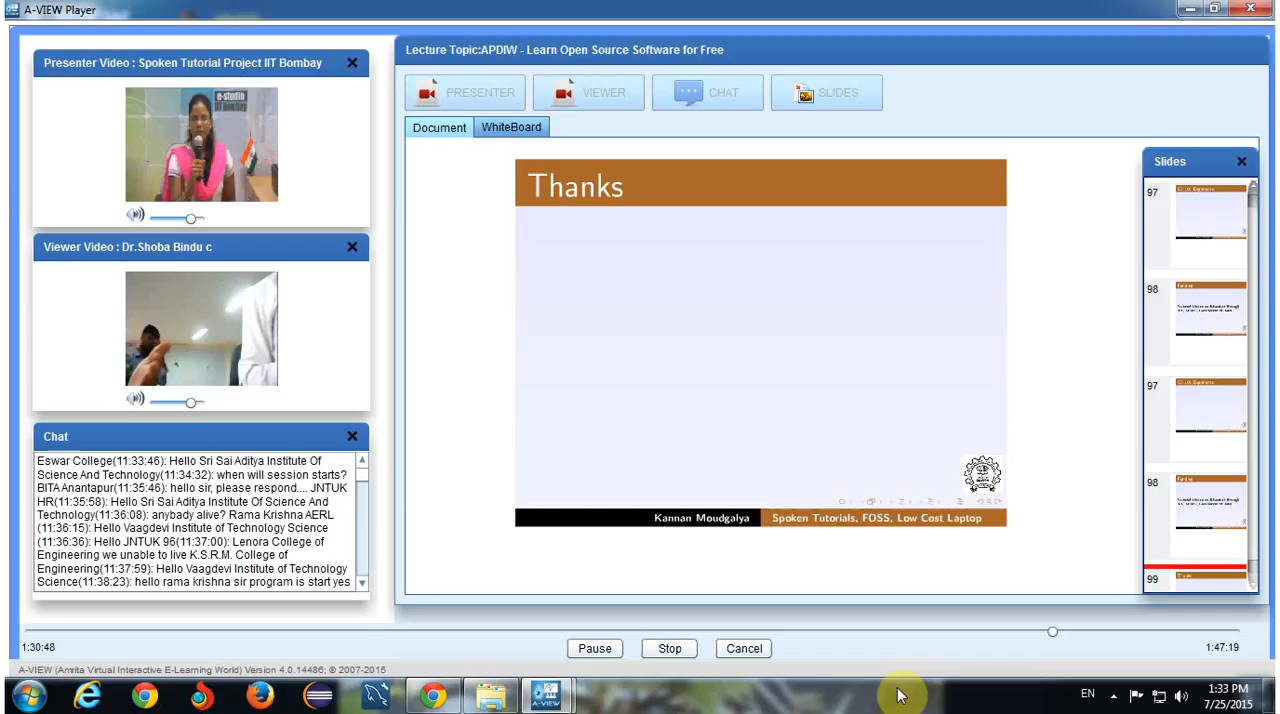 A-VIEW Player
Presenter Video : Spoken Tutorial Project IIT Bombay
e-studio
IIT Bombay
Viewer Video : Dr.Shoba Bindu c
Chat
Eswar College(11:33:46): Hello Sri Sai Aditya Institute Of
Science And Technology(11:34:32): when will session starts?
BITA Anantapur(11:35:46): hello sir, please respond.... JNTUK
HR(11:35:58): Hello Sri Sai Aditya Institute Of Science And
Technology(11:36:08): anybady alive? Rama Krishna AERL
(11:36:15): Hello Vaagdevi Institute of Technology Science
(11:36:36): Hello JNTUK 96(11:37:00): Lenora College of
Engineering we unable to live K.S.R.M. College of
Engineering(11:37:59): Hello Vaagdevi Institute of Technology
Science(11:38:23): hello rama krishna sir program is start yes
Lecture Topic:APDIW - Learn Open Source Software for Free
PRESENTER
VIEWER
CHAT
SLIDES
Document
WhiteBoard
Thanks
Kannan Moudgalya
Spoken Tutorials, FOSS, Low Cost Laptop
Slides
97
98
Funding
97
98
Funding
99
Thanks
1:30:48
Pause
Stop
Cancel
1:47:19
A-VIEW (Amrita Virtual Interactive E-Learning World) Version 4.0.14486; © 2007-2015
A-VIEW
EN
1:33 PM
7/25/2015